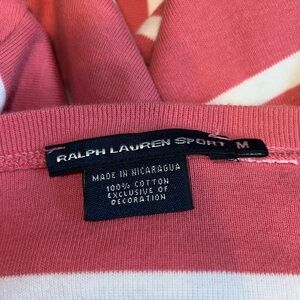 RALPH LAUREN SPORT M
MADE IN NICARAGUA
100% COTTON
EXCLUSIVE OF
DECORATION